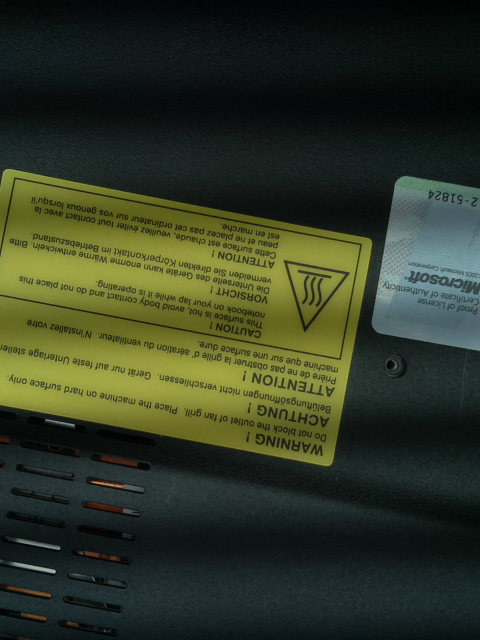 WARNING !
Do not block the outlet of fan grill. Place the machine on hard surface only.
ACHTUNG !
Belüftungsöffnungen nicht verschliessen. Gerät nur auf feste Unterlage stellen
ATTENTION !
Prière de ne pas obstruer la grille d'aération du ventilateur. N'installez votre
machine que sur une surface dure.
CAUTION !
This surface is hot, avoid body contact and do not place this
notebook on your lap while it is operating.
VORSICHT !
Die Unterseite des Gerätes kann enorme Wärme entwickeln. Bitte
vermeiden Sie direkten Körperkontakt im Betriebszustand.
ATTENTION !
Cette surface est chaude, veuillez éviter tout contact avec la
peau et ne placez pas cet ordinateur sur vos genoux lorsqu'il
est en marche.
Proof of License
Certificate of Authenticity
Microsoft
©2005 Microsoft Corporation
2-51824